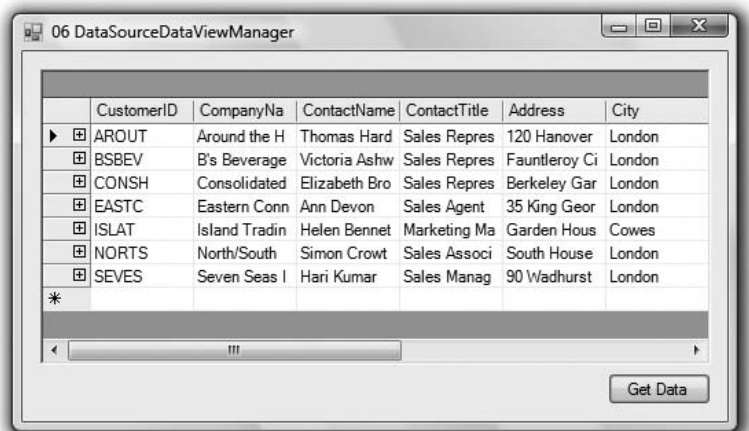 06 DataSourceDataViewManager
CustomerID CompanyNa ContactName ContactTitle Address City
AROUT Around the H Thomas Hard Sales Repres 120 Hanover London
BSBEV B's Beverage Victoria Ashw Sales Repres Fauntleroy Ci London
CONSH Consolidated Elizabeth Bro Sales Repres Berkeley Gar London
EASTC Eastern Conn Ann Devon Sales Agent 35 King Geor London
ISLAT Island Tradin Helen Bennet Marketing Ma Garden Hous Cowes
NORTS North/South Simon Crowt Sales Associ South House London
SEVES Seven Seas I Hari Kumar Sales Manag 90 Wadhurst London
Get Data